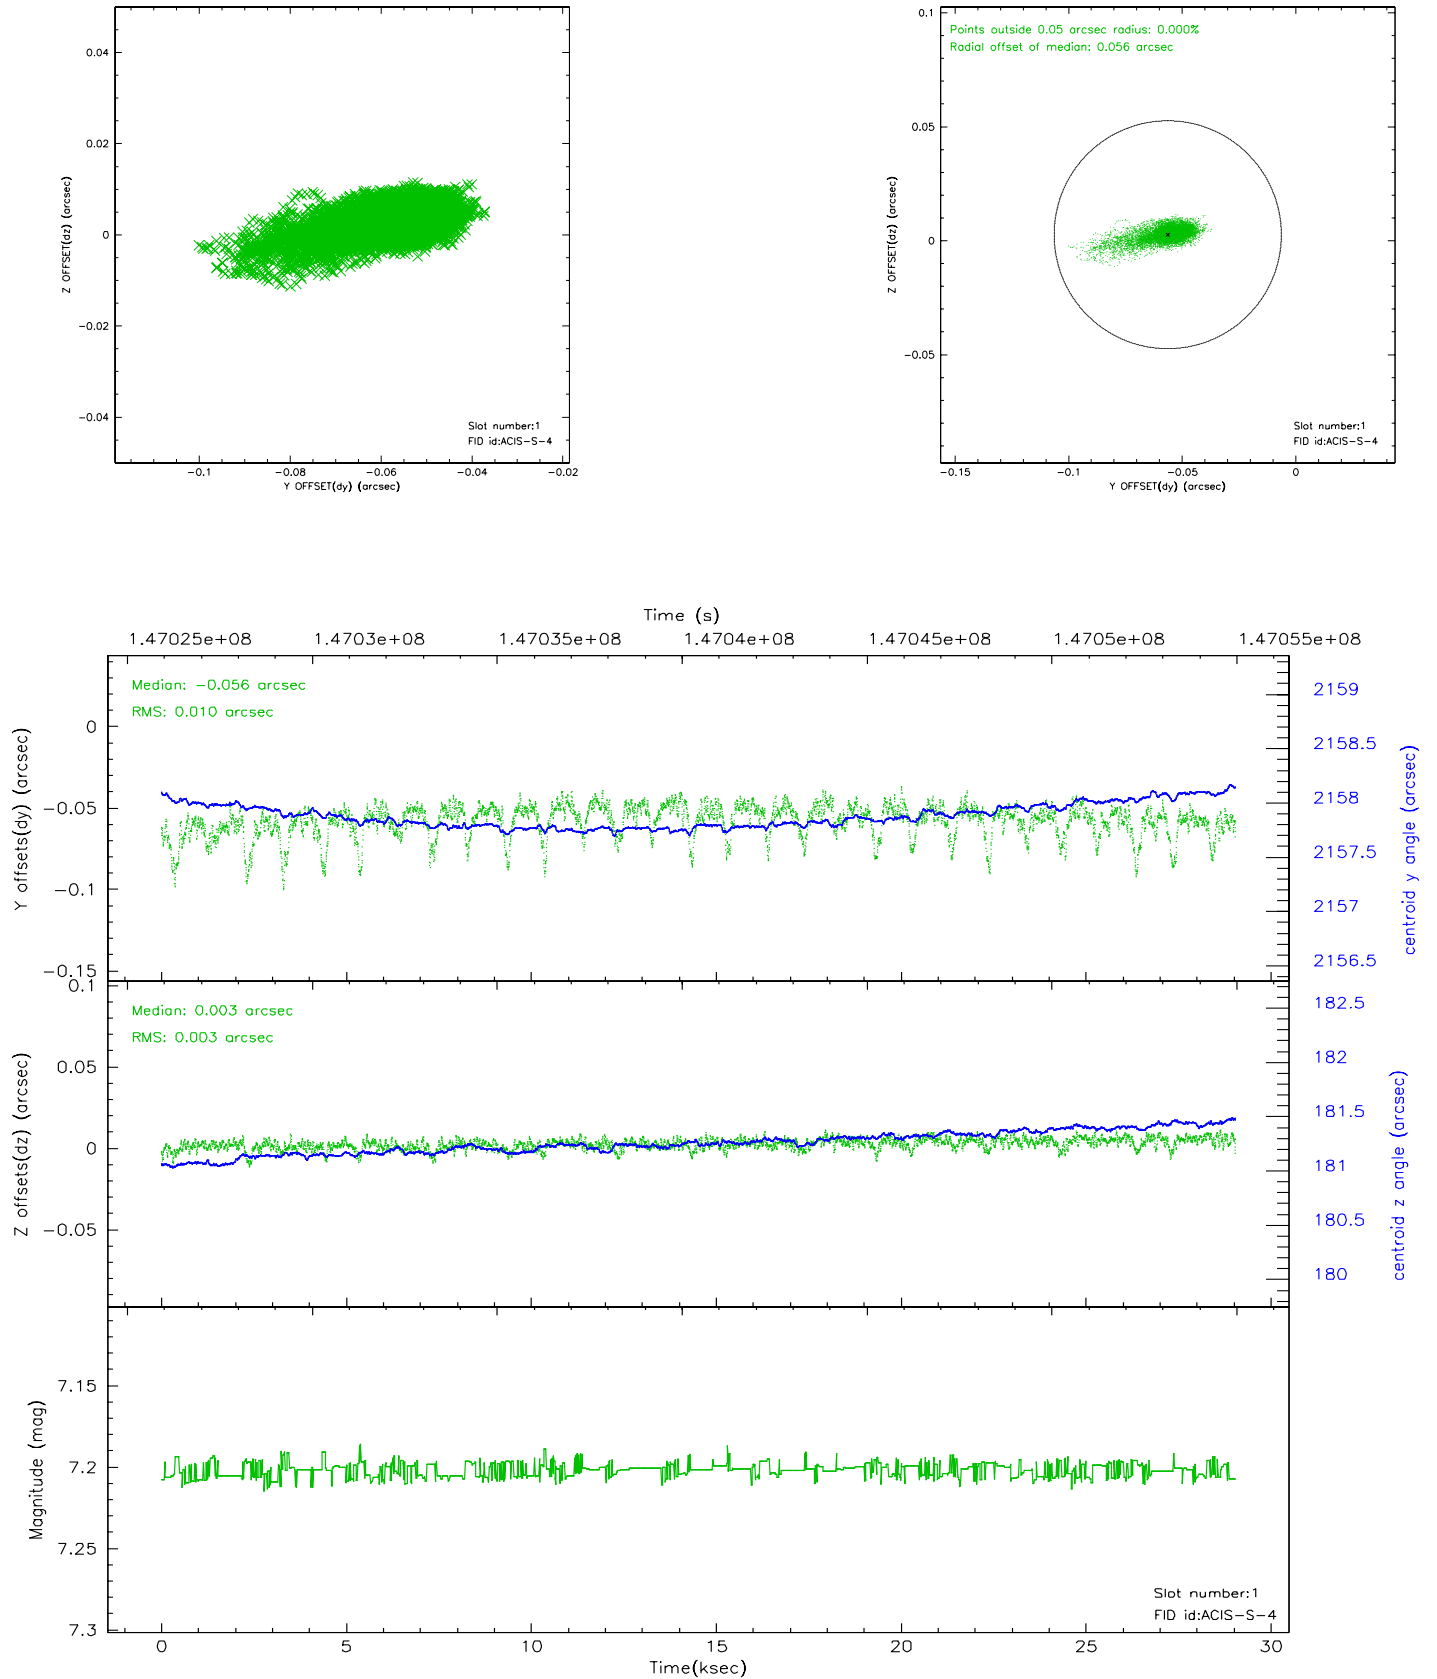 0.04
0.02
0
−0.02
−0.04
Z OFFSET(dz) (arcsec)
Slot number:1
FID id:ACIS−S−4
−0.1
−0.08
−0.06
−0.04
−0.02
Y OFFSET(dy) (arcsec)
0.1
0.05
0
−0.05
Z OFFSET(dz) (arcsec)
Points outside 0.05 arcsec radius: 0.000%
Radial offset of median: 0.056 arcsec
Slot number:1
FID id:ACIS−S−4
−0.15
−0.1
−0.05
0
Y OFFSET(dy) (arcsec)
Time (s)
1.47025e+08
1.4703e+08
1.47035e+08
1.4704e+08
1.47045e+08
1.4705e+08
1.47055e+08
Median: −0.056 arcsec
RMS: 0.010 arcsec
0
−0.05
−0.1
−0.15
Y offsets(dy) (arcsec)
2159
2158.5
2158
2157.5
2157
2156.5
centroid y angle (arcsec)
Median: 0.003 arcsec
RMS: 0.003 arcsec
0.1
0.05
0
−0.05
Z offsets(dz) (arcsec)
182.5
182
181.5
181
180.5
180
centroid z angle (arcsec)
7.15
7.2
7.25
7.3
Magnitude (mag)
Slot number:1
FID id:ACIS−S−4
0
5
10
15
20
25
30
Time(ksec)